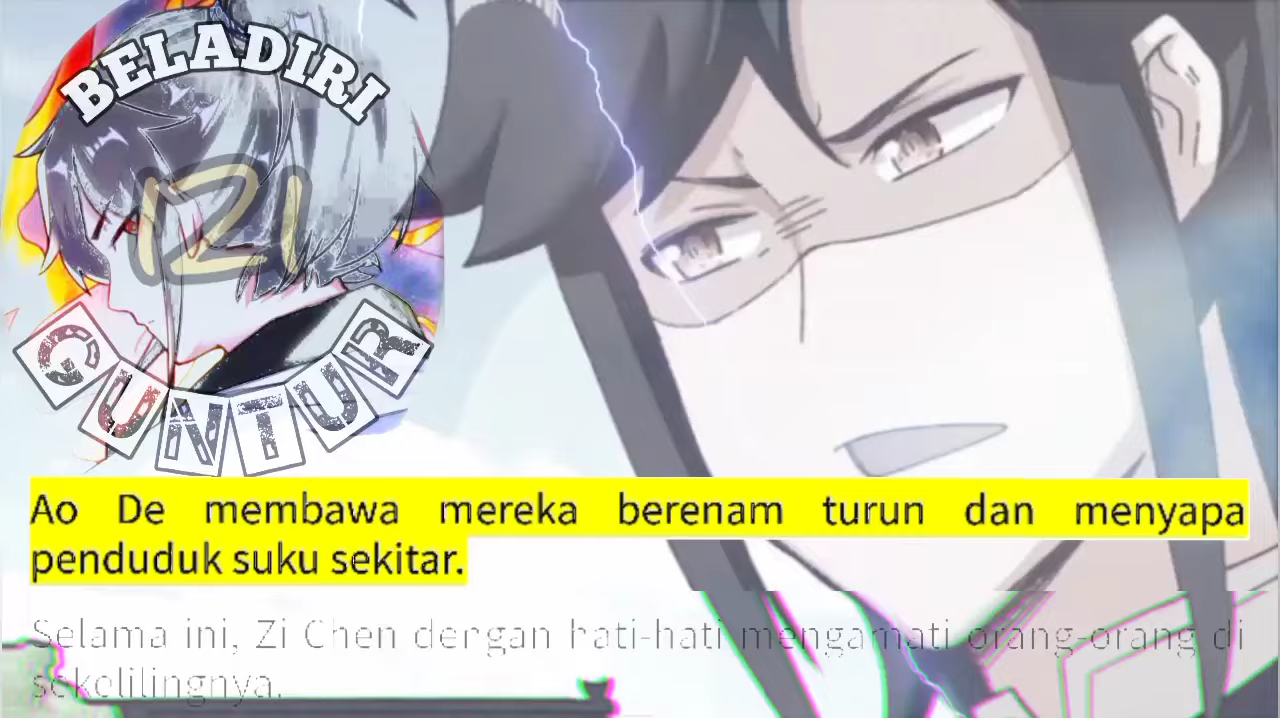 BELADIRI
121
GUNTUR
Ao De membawa mereka berenam turun dan menyapa
penduduk suku sekitar.
Selama ini, Zi Chen dengan hati-hati mengamati orang-orang di
sekelilingnya.